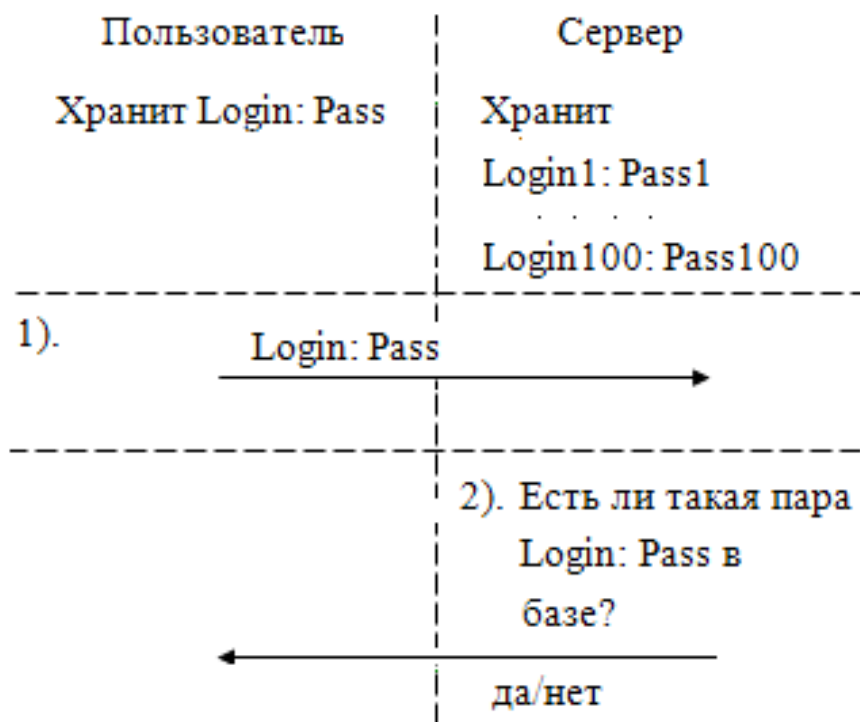 Пользователь
Сервер
Хранит Login: Pass
Хранит
Login1: Pass1
. . . .
Login100: Pass100
1).
Login: Pass
2). Есть ли такая пара
Login: Pass в
базе?
да/нет